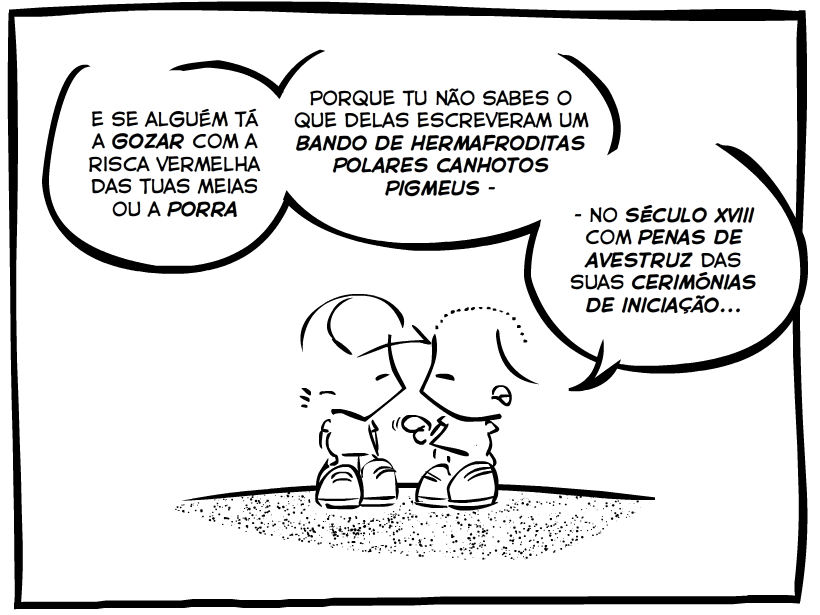 E SE ALGUÉM TÁ
A GOZAR COM A
RISCA VERMELHA
DAS TUAS MEIAS
OU A PORRA
PORQUE TU NÃO SABES O
QUE DELAS ESCREVERAM UM
BANDO DE HERMAFRODITAS
POLARES CANHOTOS
PIGMEUS -
- NO SÉCULO XVIII
COM PENAS DE
AVESTRUZ DAS
SUAS CERIMÓNIAS
DE INICIAÇÃO...